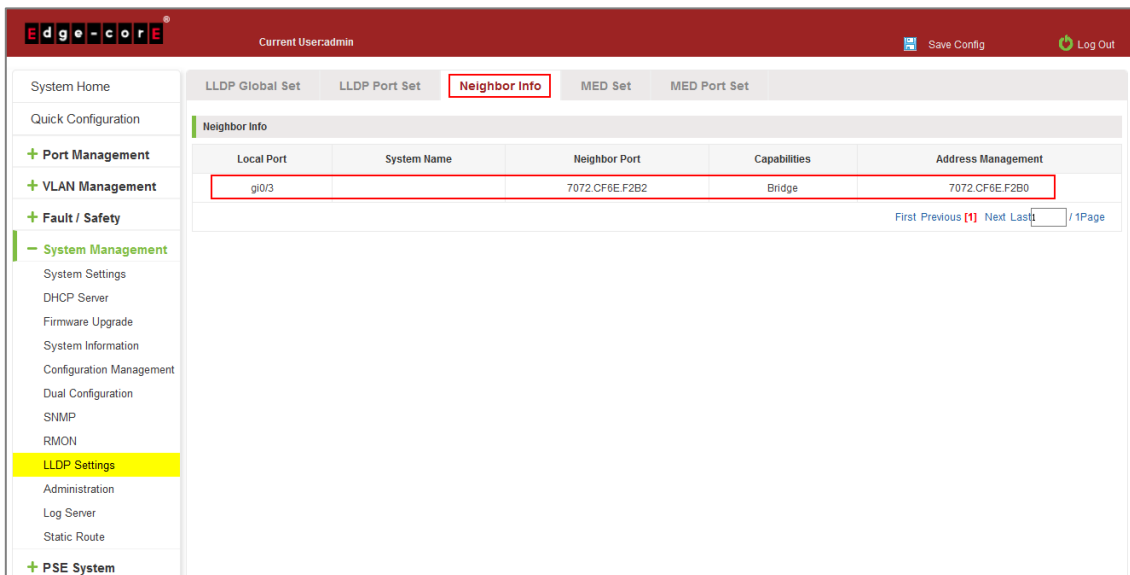 Edge-corE®
Current User:admin
Save Config
Log Out
System Home
Quick Configuration
+ Port Management
+ VLAN Management
+ Fault / Safety
− System Management
System Settings
DHCP Server
Firmware Upgrade
System Information
Configuration Management
Dual Configuration
SNMP
RMON
LLDP Settings
Administration
Log Server
Static Route
+ PSE System
LLDP Global Set LLDP Port Set Neighbor Info MED Set MED Port Set
Neighbor Info
Local Port System Name Neighbor Port Capabilities Address Management
gi0/3 7072.CF6E.F2B2 Bridge 7072.CF6E.F2B0
First Previous [1] Next Last 1 / 1Page